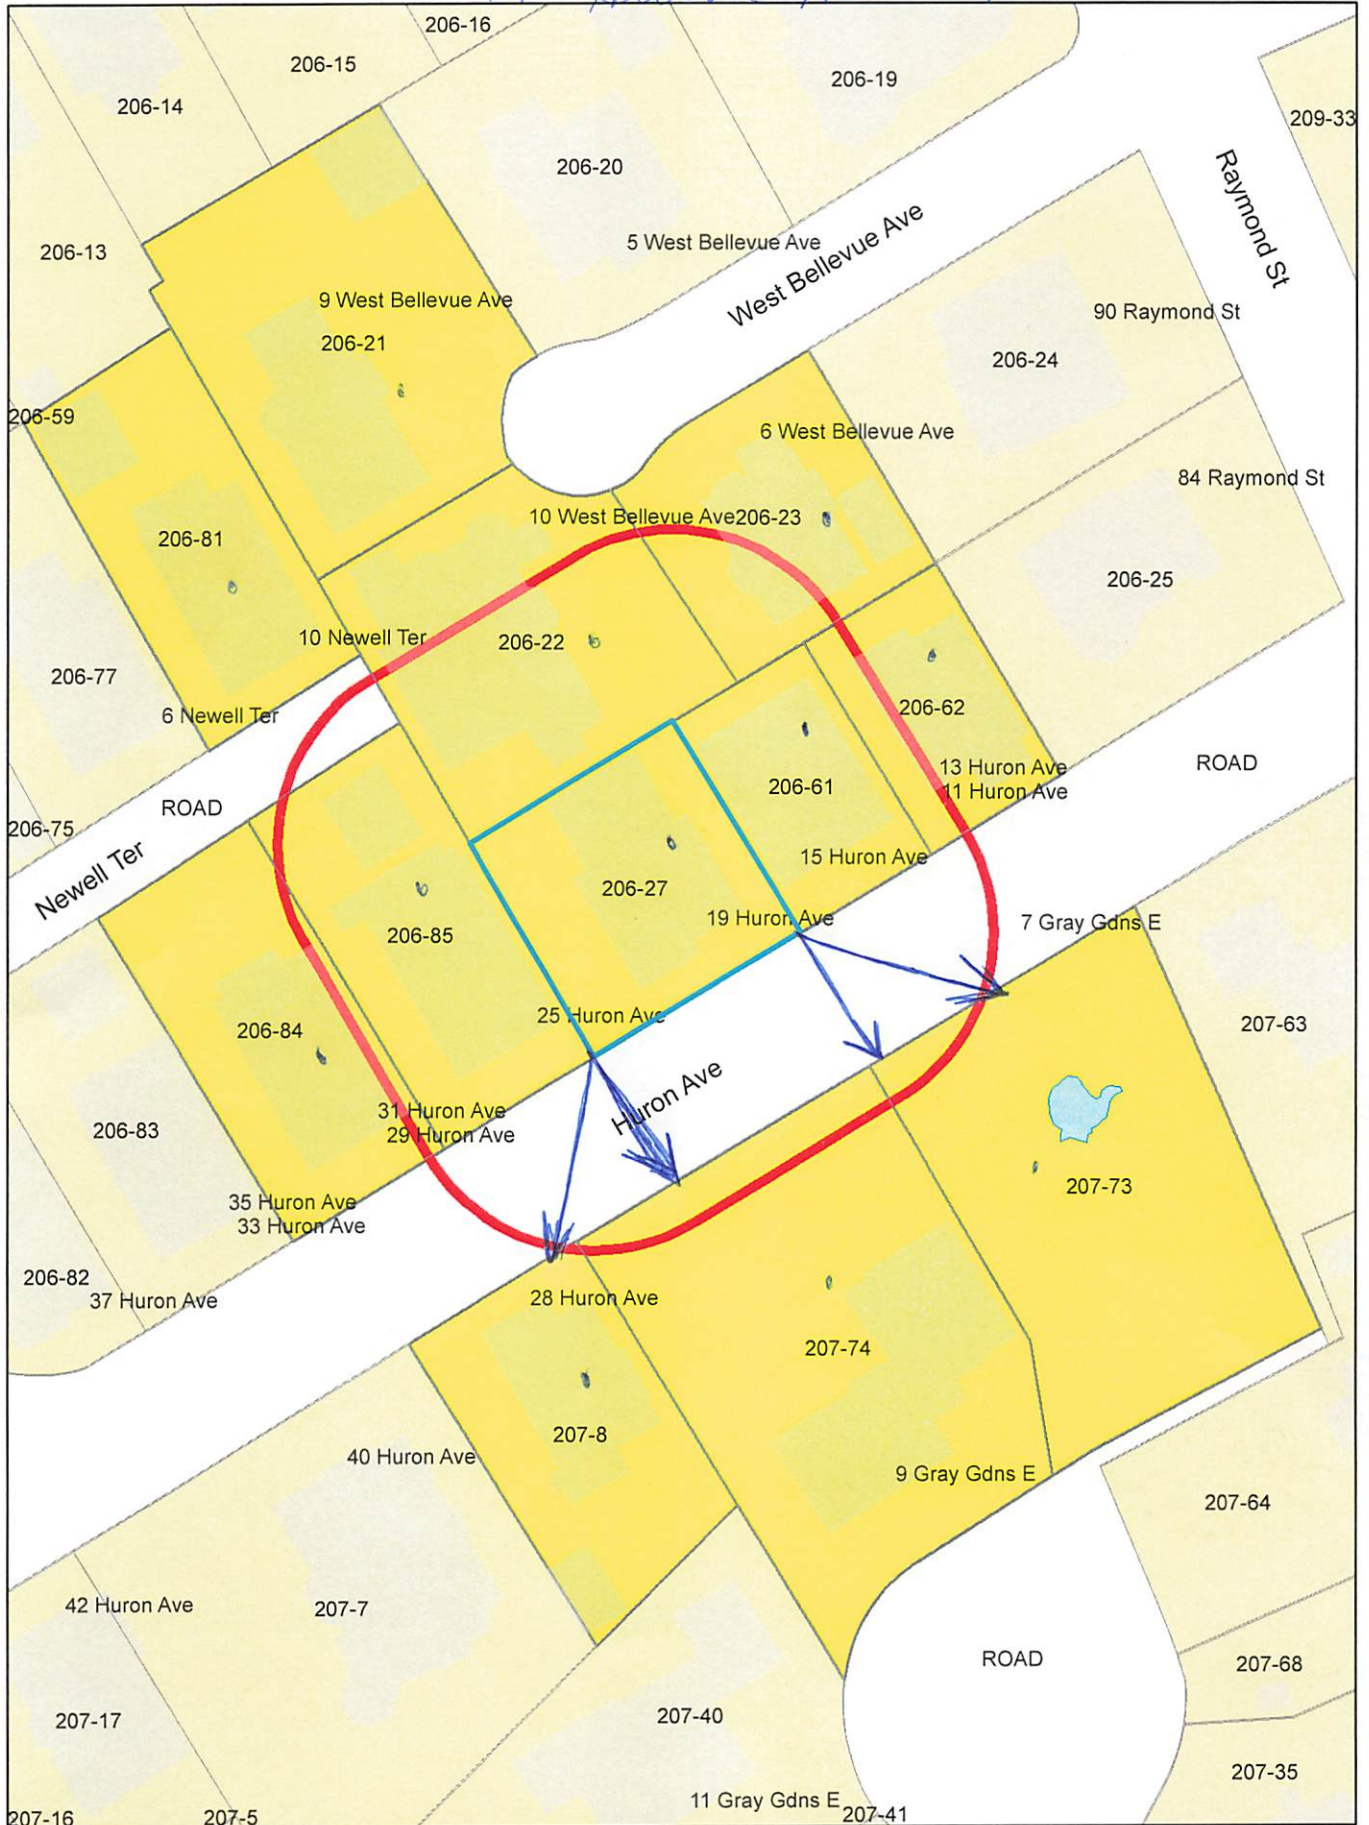 206-16
206-15
206-14
206-19
209-33
206-20
Raymond St
206-13
5 West Bellevue Ave
West Bellevue Ave
9 West Bellevue Ave
206-21
90 Raymond St
206-24
206-59
6 West Bellevue Ave
84 Raymond St
10 West Bellevue Ave
206-23
206-81
206-25
10 Newell Ter
206-22
206-77
206-62
6 Newell Ter
ROAD
13 Huron Ave
11 Huron Ave
206-61
ROAD
206-75
15 Huron Ave
Newell Ter
206-27
19 Huron Ave
7 Gray Gdns E
206-85
25 Huron Ave
207-63
206-84
Huron Ave
31 Huron Ave
29 Huron Ave
206-83
207-73
35 Huron Ave
33 Huron Ave
206-82
37 Huron Ave
28 Huron Ave
207-74
207-8
40 Huron Ave
9 Gray Gdns E
207-64
42 Huron Ave
207-7
ROAD
207-68
207-17
207-40
207-35
11 Gray Gdns E
207-41
207-16
207-5